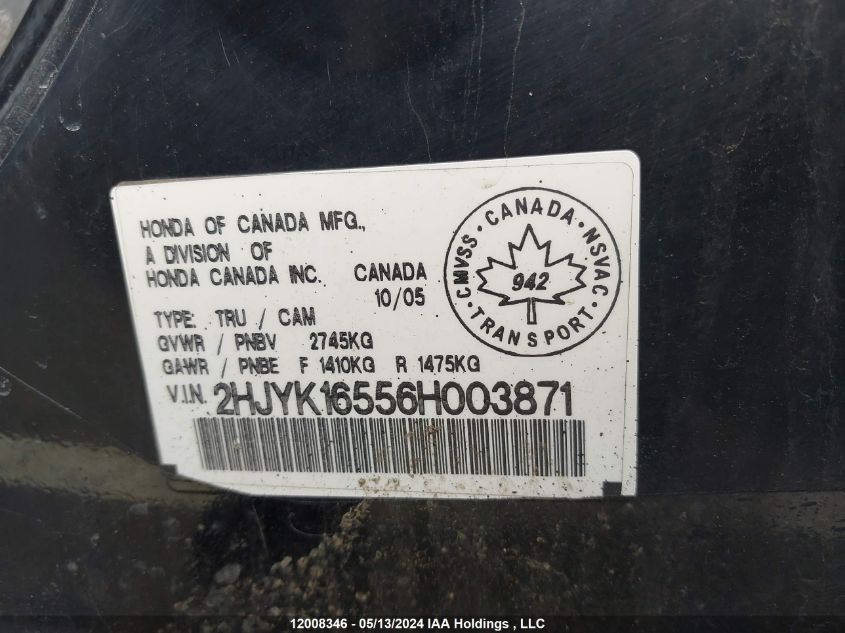 HONDA OF CANADA MFG.,
A DIVISION OF
HONDA CANADA INC.
CANADA
10/05
TYPE: TRU / CAM
GVWR / PNBV 2745KG
GAWR / PNBE F 1410KG R 1475KG
V.I.N. 2HJYK16556H003871
CMVSS • CANADA • NSVAC
942
• TRANSPORT •
12008346 - 05/13/2024 IAA Holdings , LLC